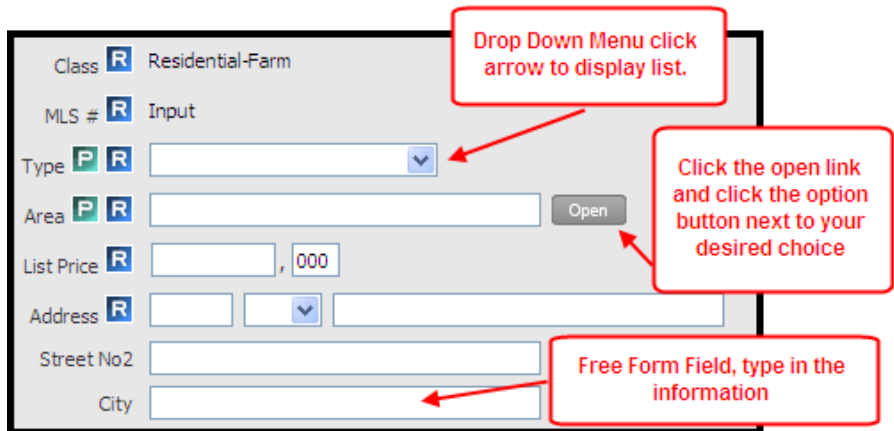 Drop Down Menu click
arrow to display list.
Class R Residential-Farm
MLS # R Input
Type P R
Click the open link
and click the option
button next to your
desired choice
Area P R Open
List Price R , 000
Address R
Street No2
Free Form Field, type in the
information
City